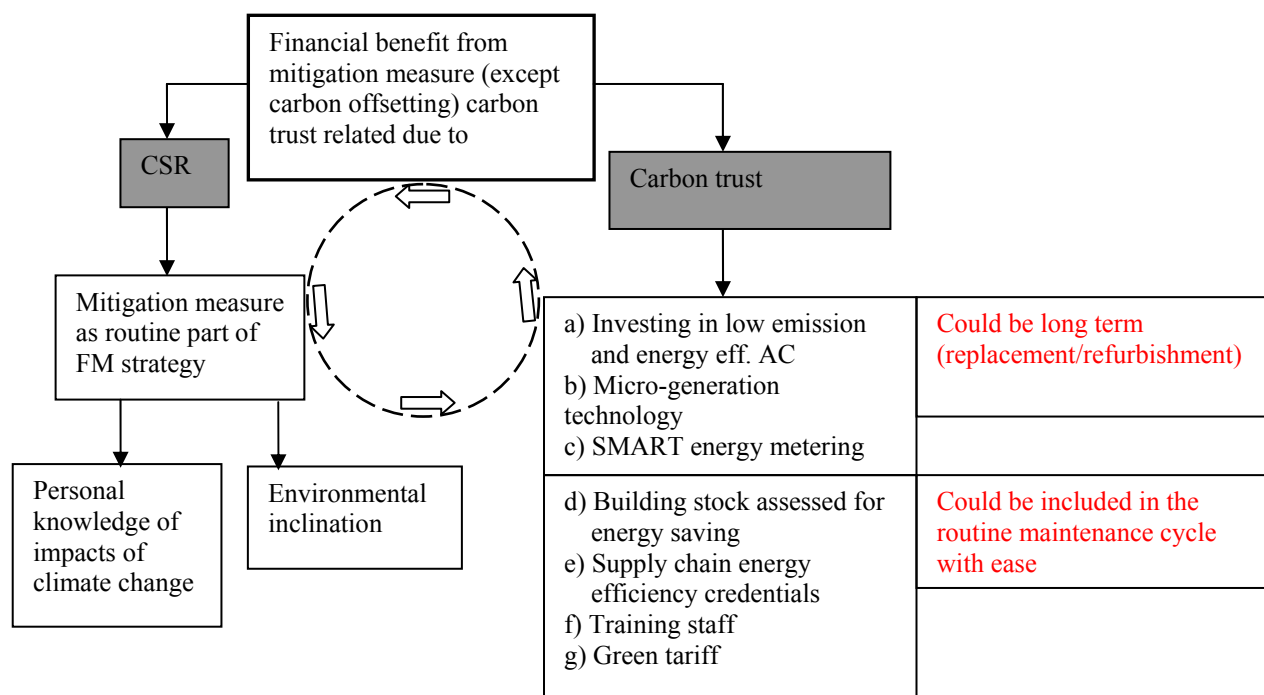 Financial benefit from
mitigation measure (except
carbon offsetting) carbon
trust related due to
CSR
Carbon trust
Mitigation measure
as routine part of
FM strategy
a) Investing in low emission
and energy eff. AC
b) Micro-generation
technology
c) SMART energy metering
Could be long term
(replacement/refurbishment)
Personal
knowledge of
impacts of
climate change
Environmental
inclination
d) Building stock assessed for
energy saving
e) Supply chain energy
efficiency credentials
f) Training staff
g) Green tariff
Could be included in the
routine maintenance cycle
with ease